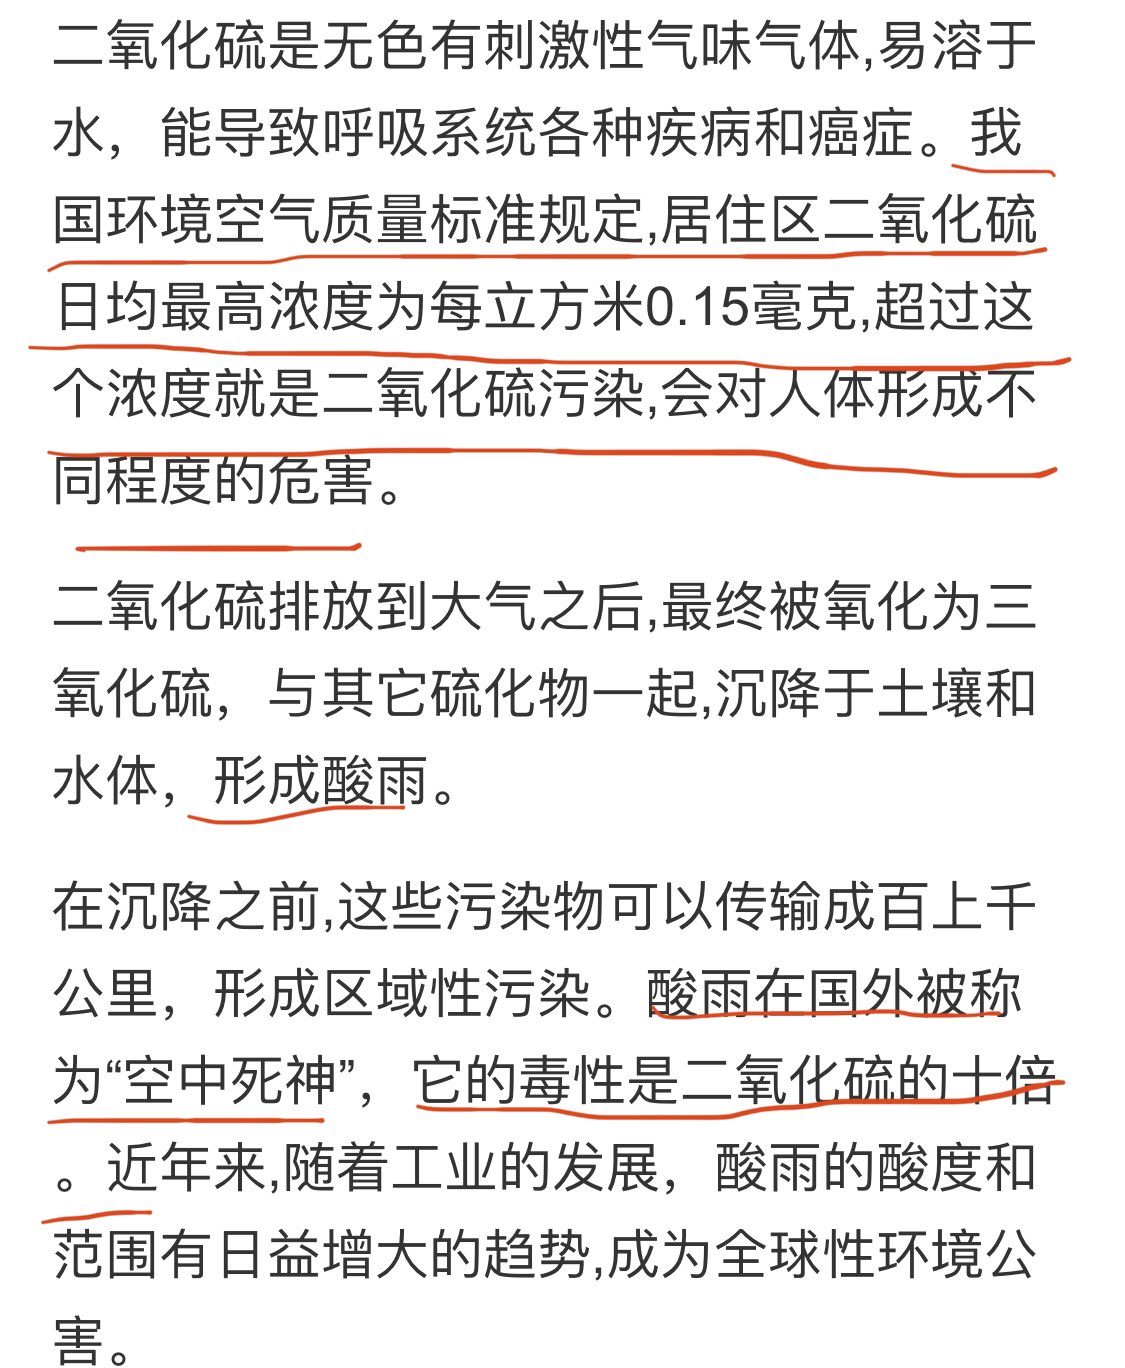 二氧化硫是无色有刺激性气味气体,易溶于
水，能导致呼吸系统各种疾病和癌症。我
国环境空气质量标准规定,居住区二氧化硫
日均最高浓度为每立方米0.15毫克,超过这
个浓度就是二氧化硫污染,会对人体形成不
同程度的危害。
二氧化硫排放到大气之后,最终被氧化为三
氧化硫，与其它硫化物一起,沉降于土壤和
水体，形成酸雨。
在沉降之前,这些污染物可以传输成百上千
公里，形成区域性污染。酸雨在国外被称
为“空中死神”，它的毒性是二氧化硫的十倍
。近年来,随着工业的发展，酸雨的酸度和
范围有日益增大的趋势,成为全球性环境公
害。